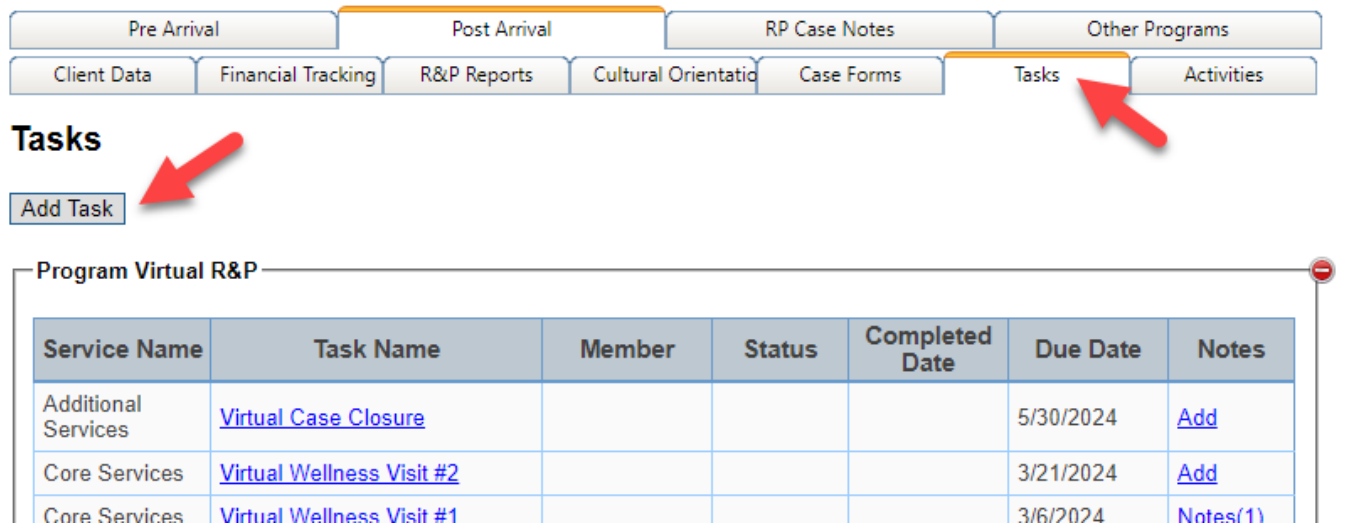 Pre Arrival Post Arrival RP Case Notes Other Programs
Client Data Financial Tracking R&P Reports Cultural Orientatio Case Forms Tasks Activities
Tasks
Add Task
Program Virtual R&P
Service Name Task Name Member Status Completed Date Due Date Notes
Additional Services Virtual Case Closure 5/30/2024 Add
Core Services Virtual Wellness Visit #2 3/21/2024 Add
Core Services Virtual Wellness Visit #1 3/6/2024 Notes(1)